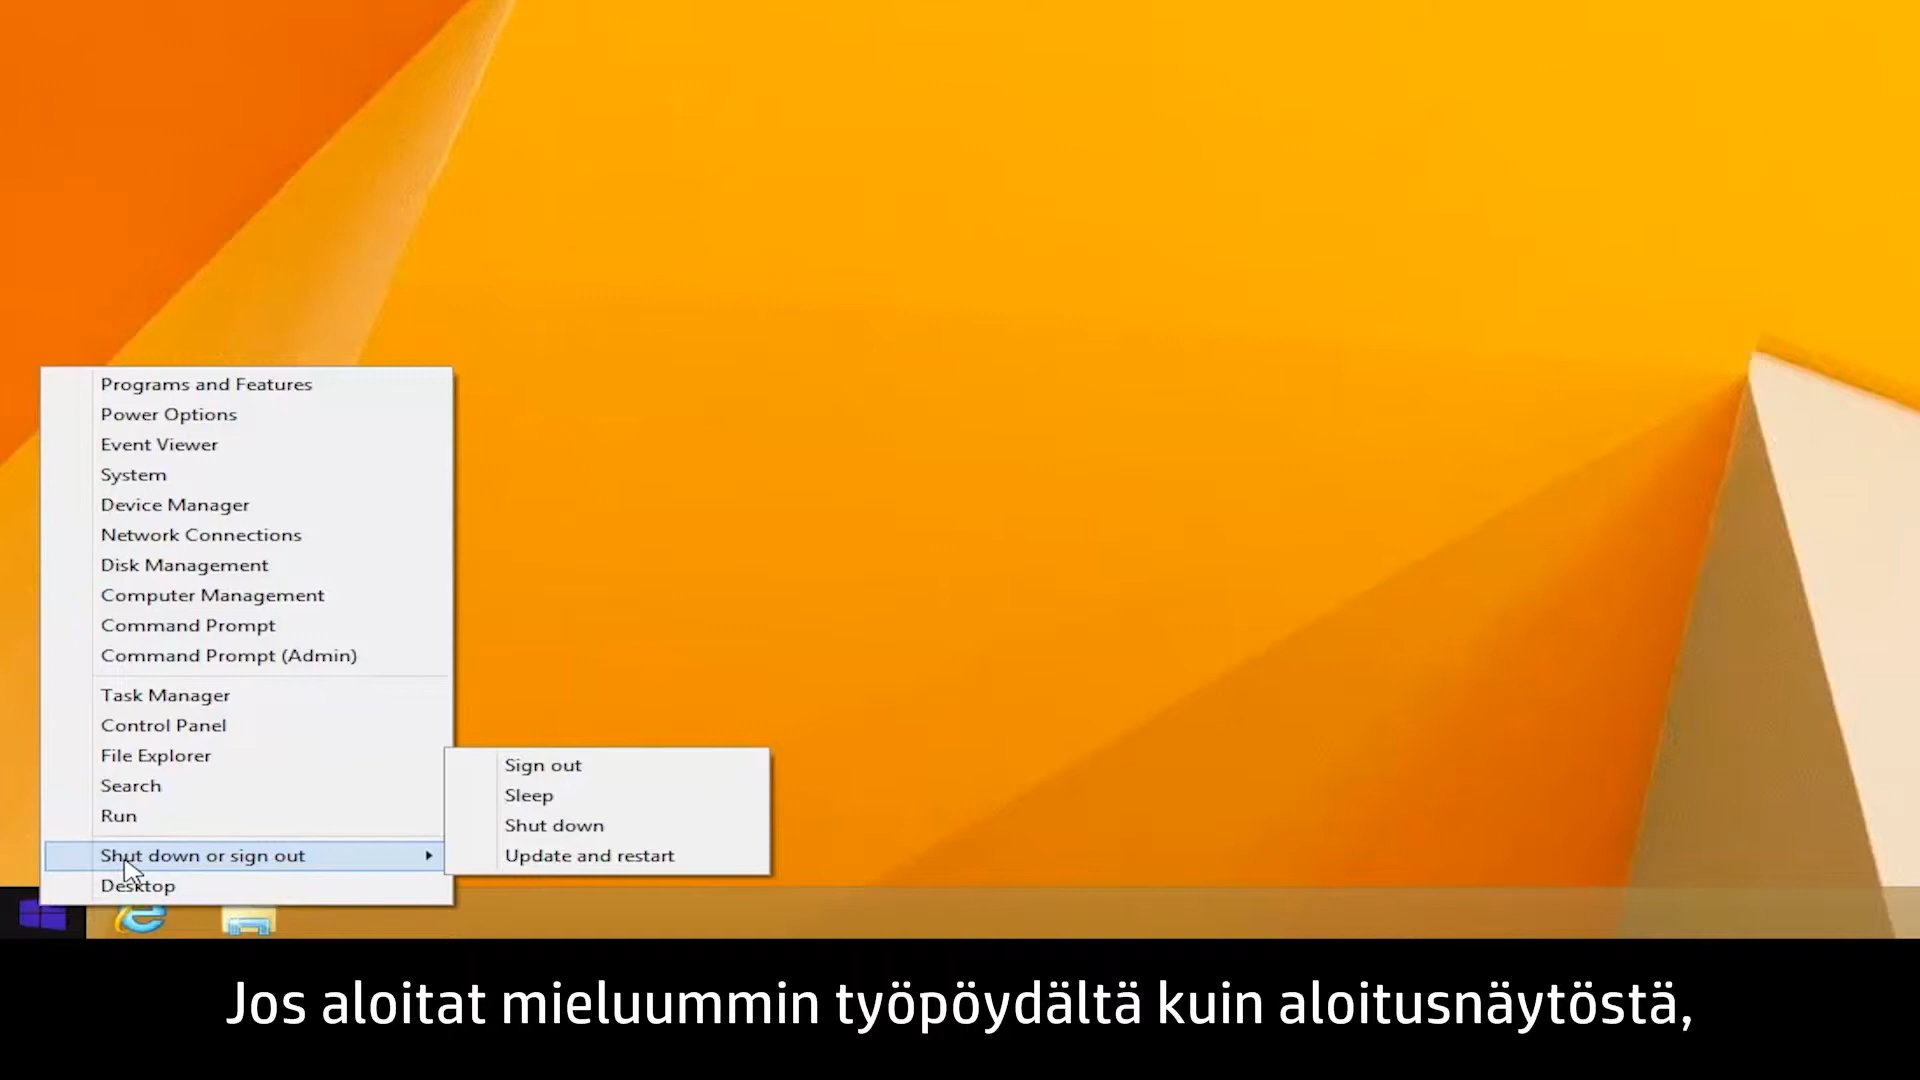 Programs and Features
Power Options
Event Viewer
System
Device Manager
Network Connections
Disk Management
Computer Management
Command Prompt
Command Prompt (Admin)
Task Manager
Control Panel
File Explorer
Search
Run
Shut down or sign out
Desktop
Sign out
Sleep
Shut down
Update and restart
Jos aloitat mieluummin työpöydältä kuin aloitusnäytöstä,